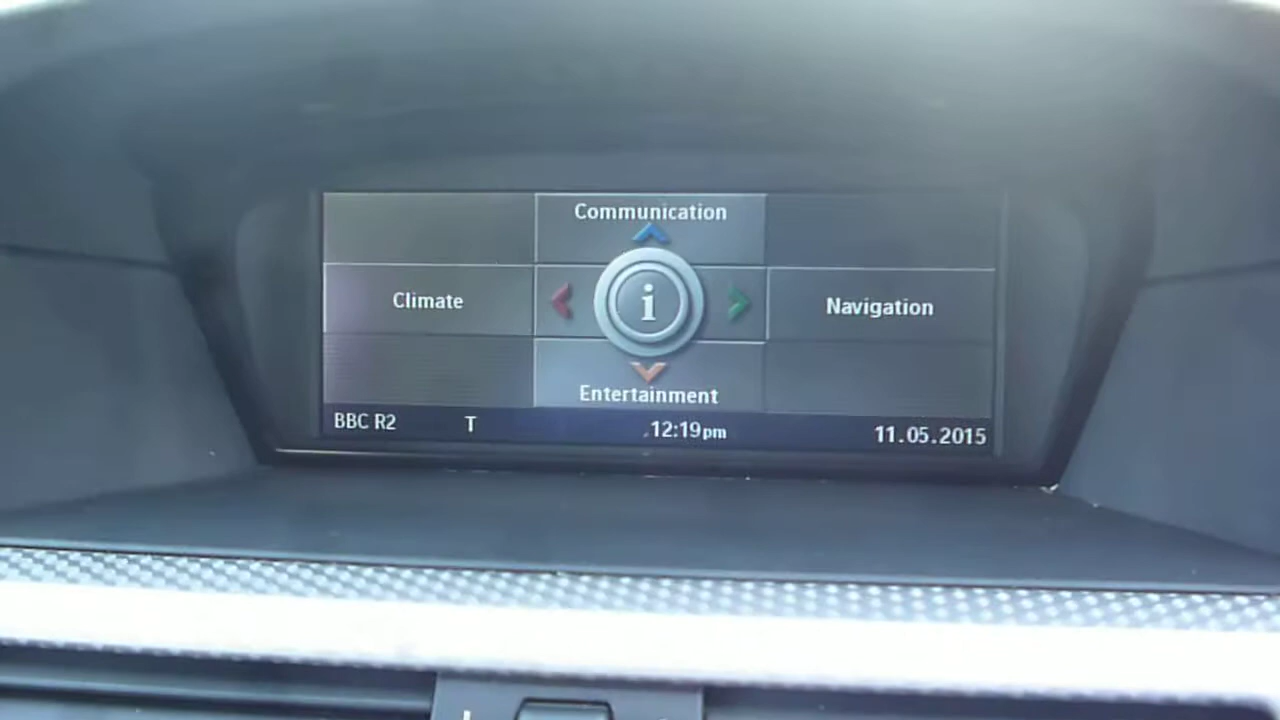 Communication
Climate
i
Navigation
Entertainment
BBC R2 T 12:19pm 11.05.2015